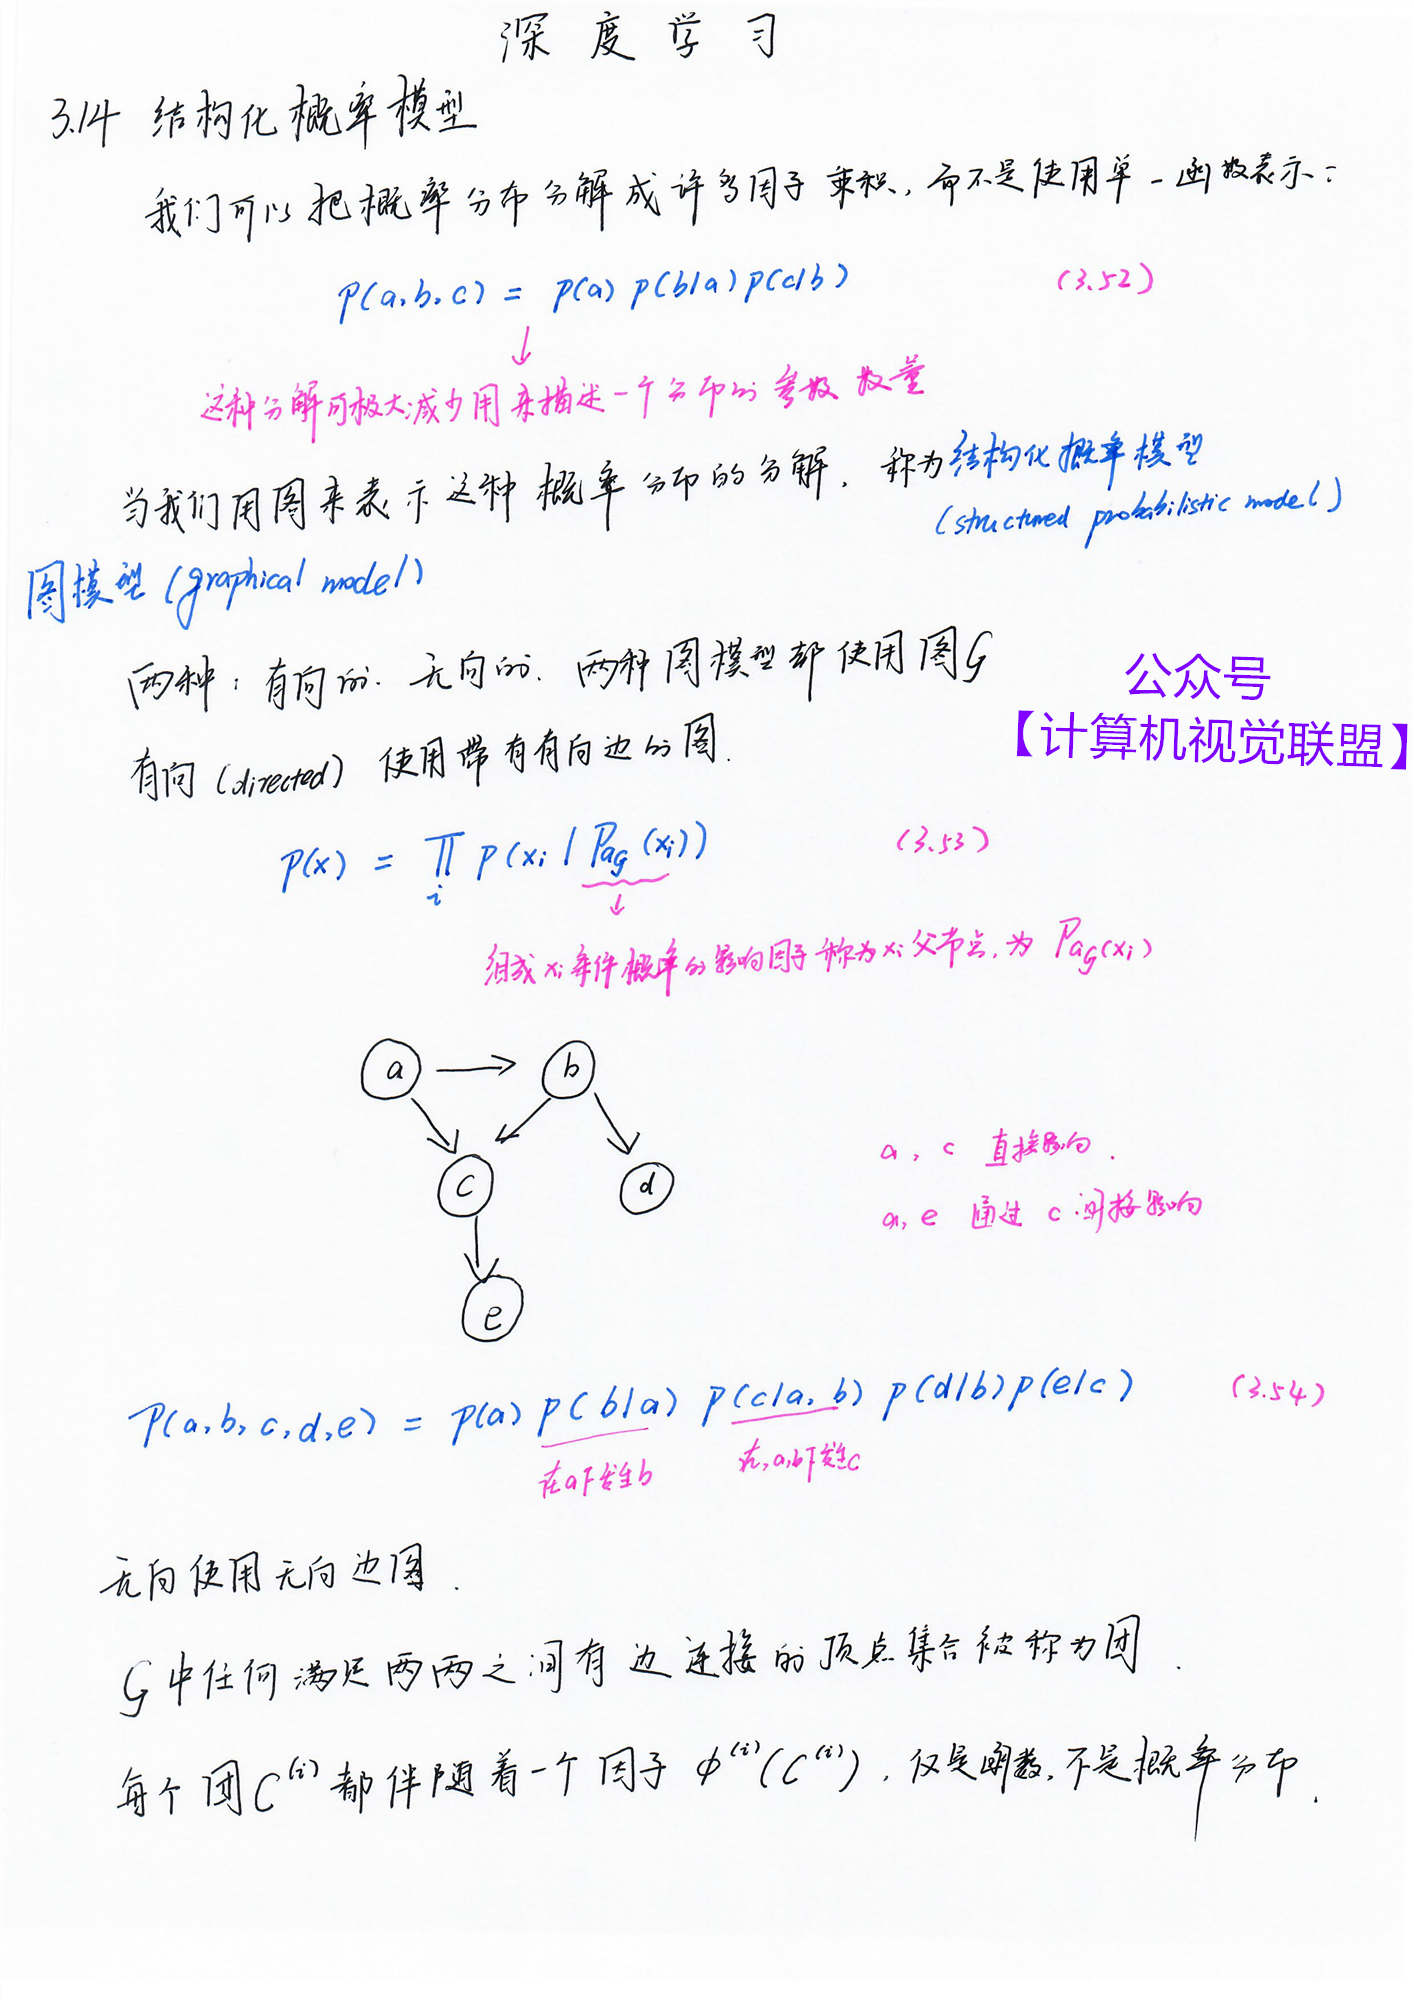 深度学习
3.14 结构化概率模型
我们可以把概率分布分解成许多因子乘积，而不是使用单一函数表示：
p(a,b,c) = p(a) p(b|a) p(c|b) (3.52)
↓
这种分解可极大减少用来描述一个分布的参数数量
当我们用图来表示这种概率分布的分解，称为结构化概率模型
(structured probabilistic model)
图模型 (graphical model)
两种：有向的、无向的. 两种图模型都使用图G
公众号
【计算机视觉联盟】
有向 (directed) 使用带有有向边的图.
p(x) = ∏i p(xi | PaG(xi)) (3.53)
↓
组成xi条件概率的影响因子称为xi父节点，为 PaG(xi)
a → b
a, c 直接影响.
c d
a, e 通过 c 间接影响
e
P(a,b,c,d,e) = p(a) p(b|a) p(c|a,b) p(d|b) p(e|c) (3.54)
在a下发生b 在,a,b下发生c
无向使用无向边图.
G中任何满足两两之间有边连接的顶点集合被称为团.
每个团C(i)都伴随着一个因子 ϕ(i)(C(i))，仅是函数，不是概率分布.